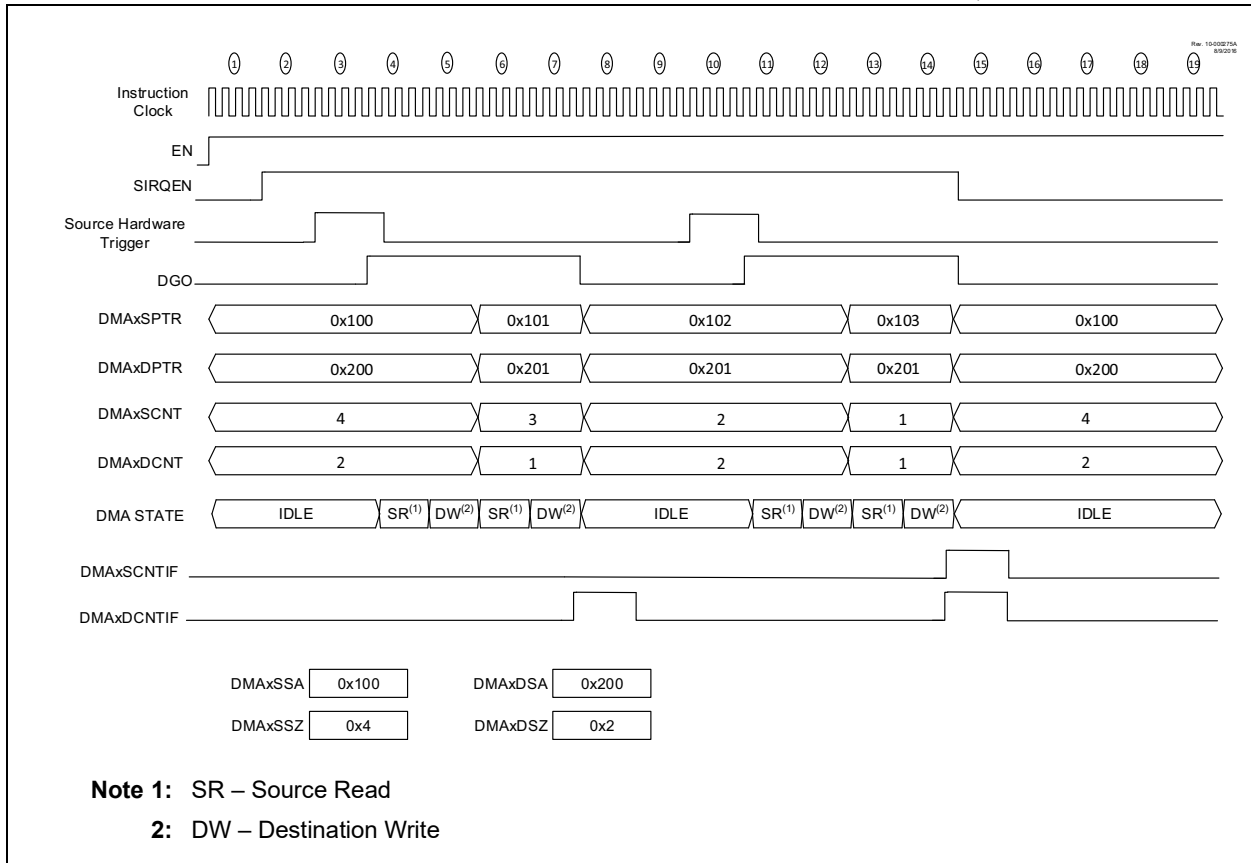 Rev. 10-000275A
8/9/2016
1 2 3 4 5 6 7 8 9 10 11 12 13 14 15 16 17 18 19
Instruction
Clock
EN
SIRQEN
Source Hardware
Trigger
DGO
DMAxSPTR 0x100 0x101 0x102 0x103 0x100
DMAxDPTR 0x200 0x201 0x201 0x201 0x200
DMAxSCNT 4 3 2 1 4
DMAxDCNT 2 1 2 1 2
DMA STATE IDLE SR(1) DW(2) SR(1) DW(2) IDLE SR(1) DW(2) SR(1) DW(2) IDLE
DMAxSCNTIF
DMAxDCNTIF
DMAxSSA 0x100 DMAxDSA 0x200
DMAxSSZ 0x4 DMAxDSZ 0x2
Note 1: SR – Source Read
2: DW – Destination Write